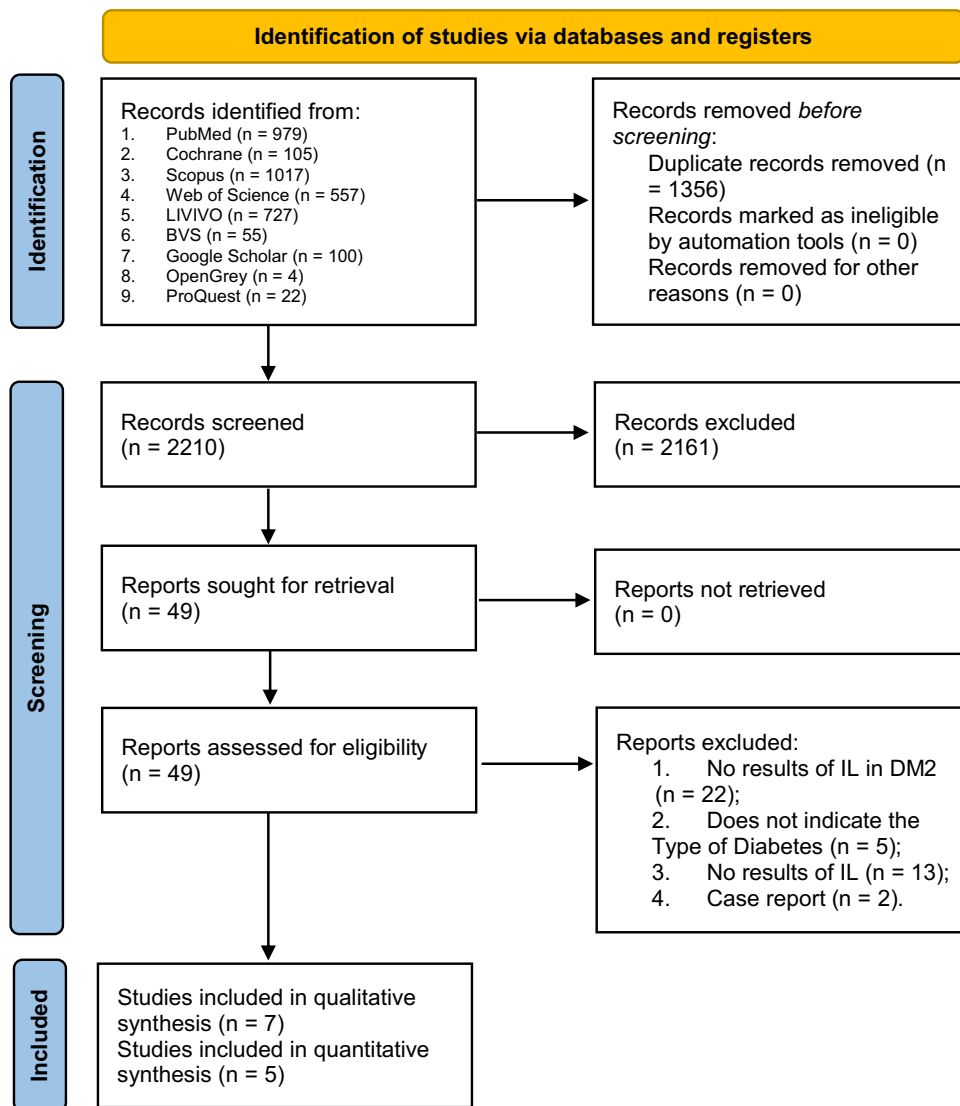 Identification of studies via databases and registers
Identification
Records identified from:
1. PubMed (n = 979)
2. Cochrane (n = 105)
3. Scopus (n = 1017)
4. Web of Science (n = 557)
5. LIVIVO (n = 727)
6. BVS (n = 55)
7. Google Scholar (n = 100)
8. OpenGrey (n = 4)
9. ProQuest (n = 22)
Records removed before
screening:
Duplicate records removed (n
= 1356)
Records marked as ineligible
by automation tools (n = 0)
Records removed for other
reasons (n = 0)
Screening
Records screened
(n = 2210)
Records excluded
(n = 2161)
Reports sought for retrieval
(n = 49)
Reports not retrieved
(n = 0)
Reports assessed for eligibility
(n = 49)
Reports excluded:
1. No results of IL in DM2
(n = 22);
2. Does not indicate the
Type of Diabetes (n = 5);
3. No results of IL (n = 13);
4. Case report (n = 2).
Included
Studies included in qualitative
synthesis (n = 7)
Studies included in quantitative
synthesis (n = 5)